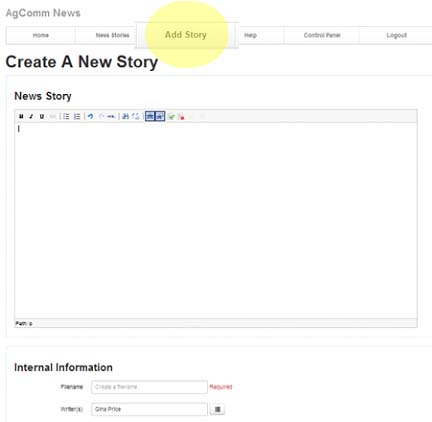 AgComm News
Home News Stories Add Story Help Control Panel Logout
Create A New Story
News Story
Path: p
Internal Information
Filename Create a filename Required
Writer(s) Gina Price